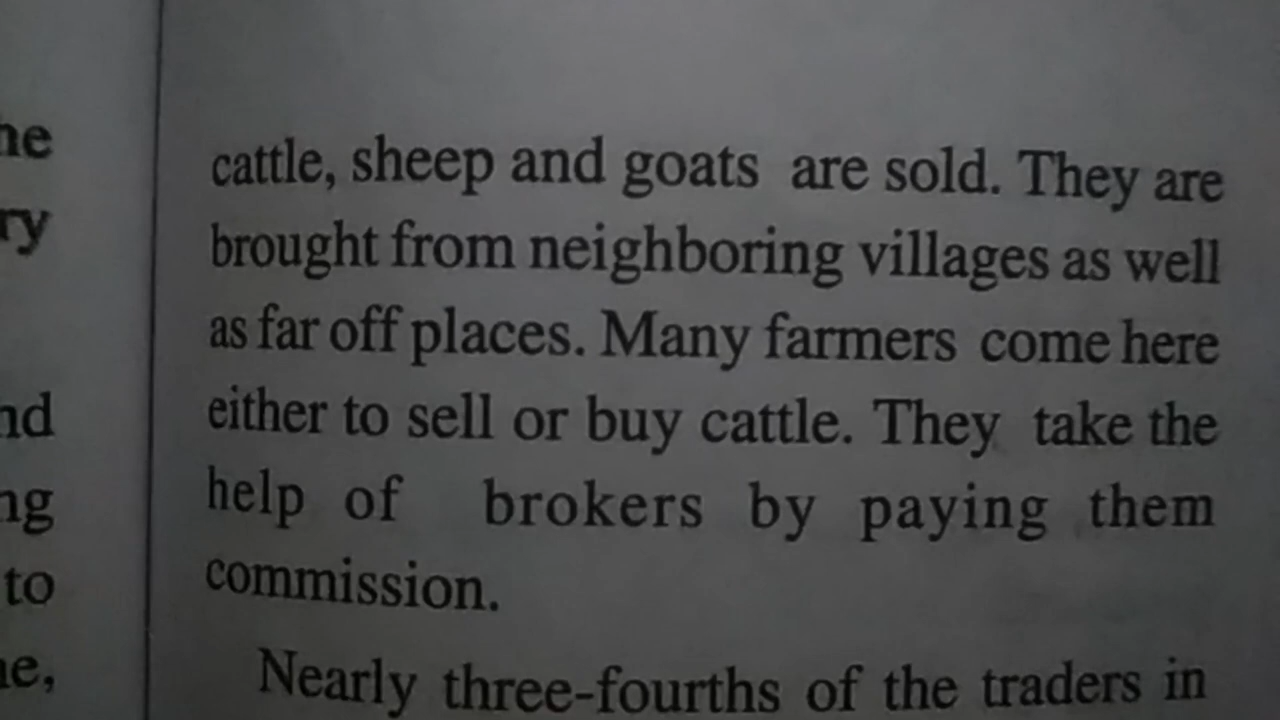 cattle, sheep and goats are sold. They are
brought from neighboring villages as well
as far off places. Many farmers come here
either to sell or buy cattle. They take the
help of brokers by paying them
commission.
Nearly three-fourths of the traders in